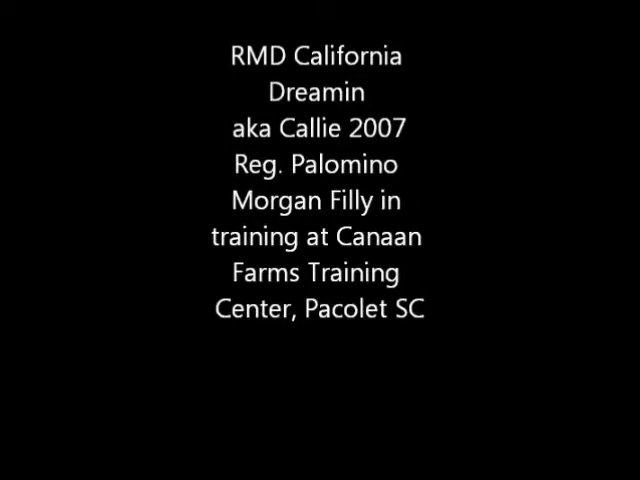 RMD California
Dreamin
aka Callie 2007
Reg. Palomino
Morgan Filly in
training at Canaan
Farms Training
Center, Pacolet SC